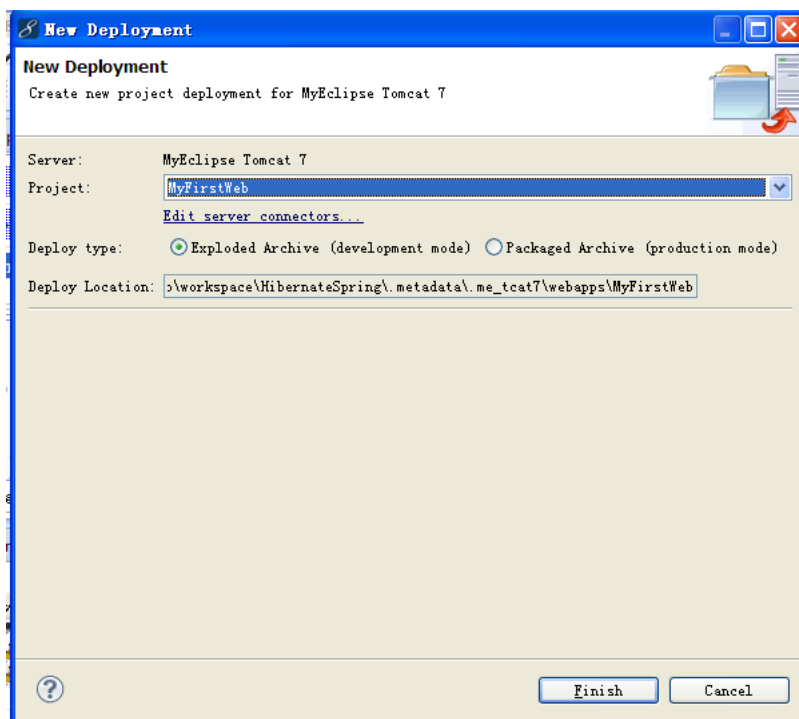 New Deployment
New Deployment
Create new project deployment for MyEclipse Tomcat 7
Server: MyEclipse Tomcat 7
Project: MyFirstWeb
Edit server connectors...
Deploy type: Exploded Archive (development mode) Packaged Archive (production mode)
Deploy Location: \workspace\HibernateSpring\.metadata\.me_tcat7\webapps\MyFirstWeb
?
Finish Cancel